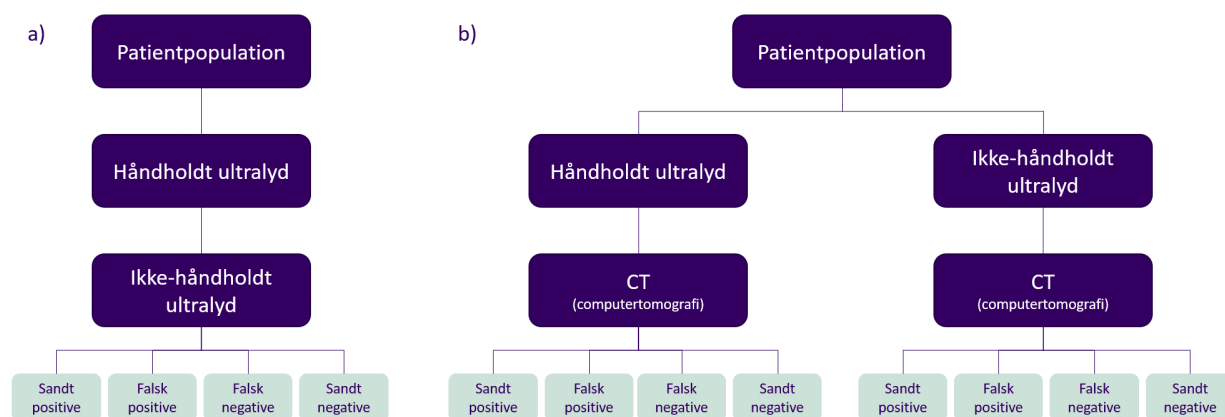 a)
Patientpopulation
Håndholdt ultralyd
Ikke-håndholdt
ultralyd
Sandt
positive
Falsk
positive
Falsk
negative
Sandt
negative
b)
Patientpopulation
Håndholdt ultralyd
Ikke-håndholdt
ultralyd
CT
(computertomografi)
CT
(computertomografi)
Sandt
positive
Falsk
positive
Falsk
negative
Sandt
negative
Sandt
positive
Falsk
positive
Falsk
negative
Sandt
negative